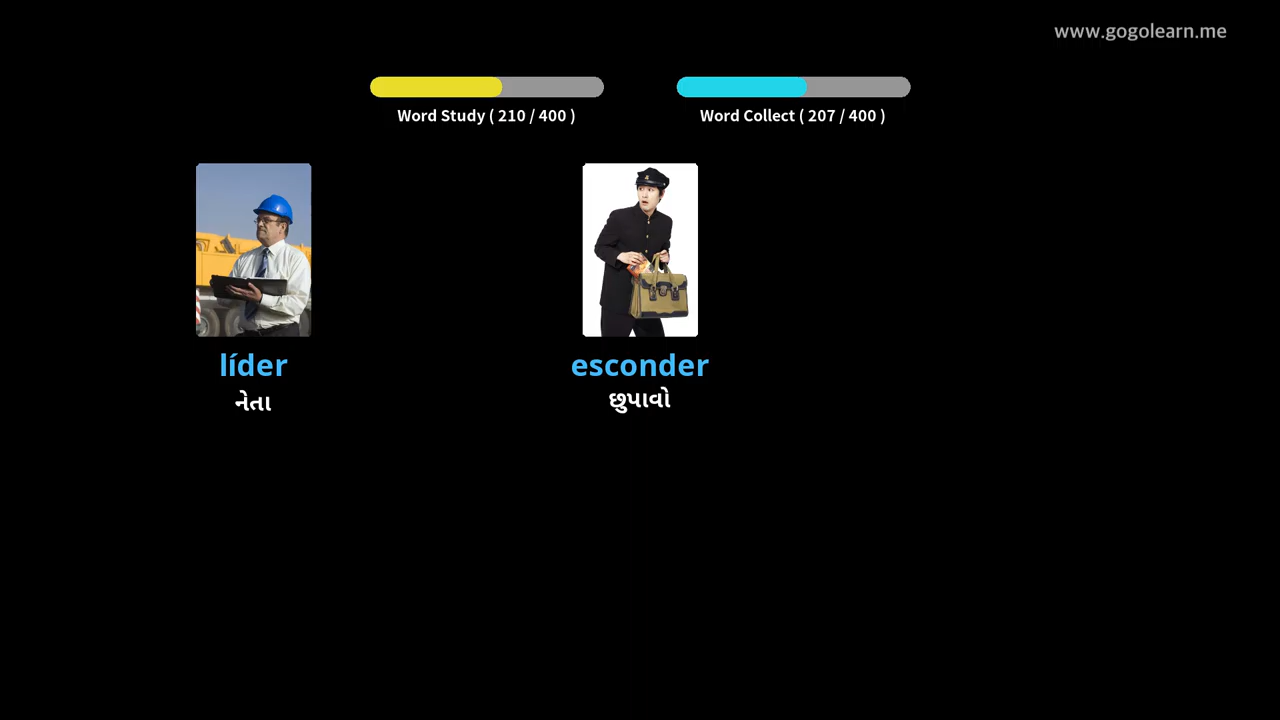 www.gogolearn.me
Word Study ( 210 / 400 )
Word Collect ( 207 / 400 )
líder
નેતા
esconder
છુપાવો